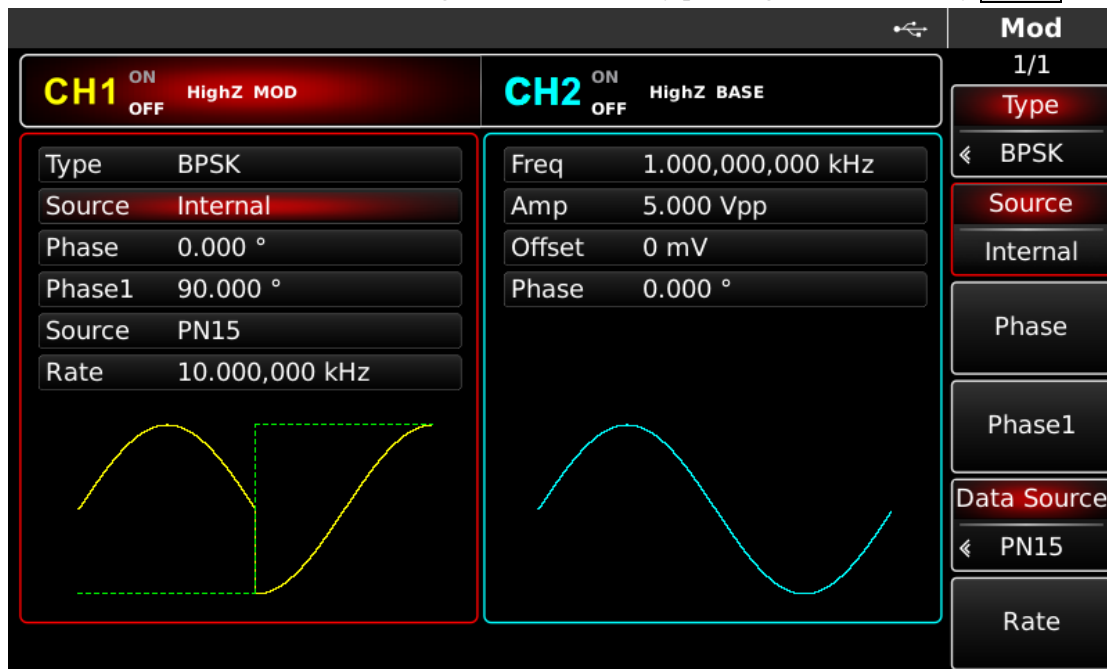 Mod
1/1
CH1 ON OFF HighZ MOD
CH2 ON OFF HighZ BASE
Type BPSK
Source Internal
Phase 0.000 °
Phase1 90.000 °
Source PN15
Rate 10.000,000 kHz
Freq 1.000,000,000 kHz
Amp 5.000 Vpp
Offset 0 mV
Phase 0.000 °
Type
BPSK
Source
Internal
Phase
Phase1
Data Source
PN15
Rate